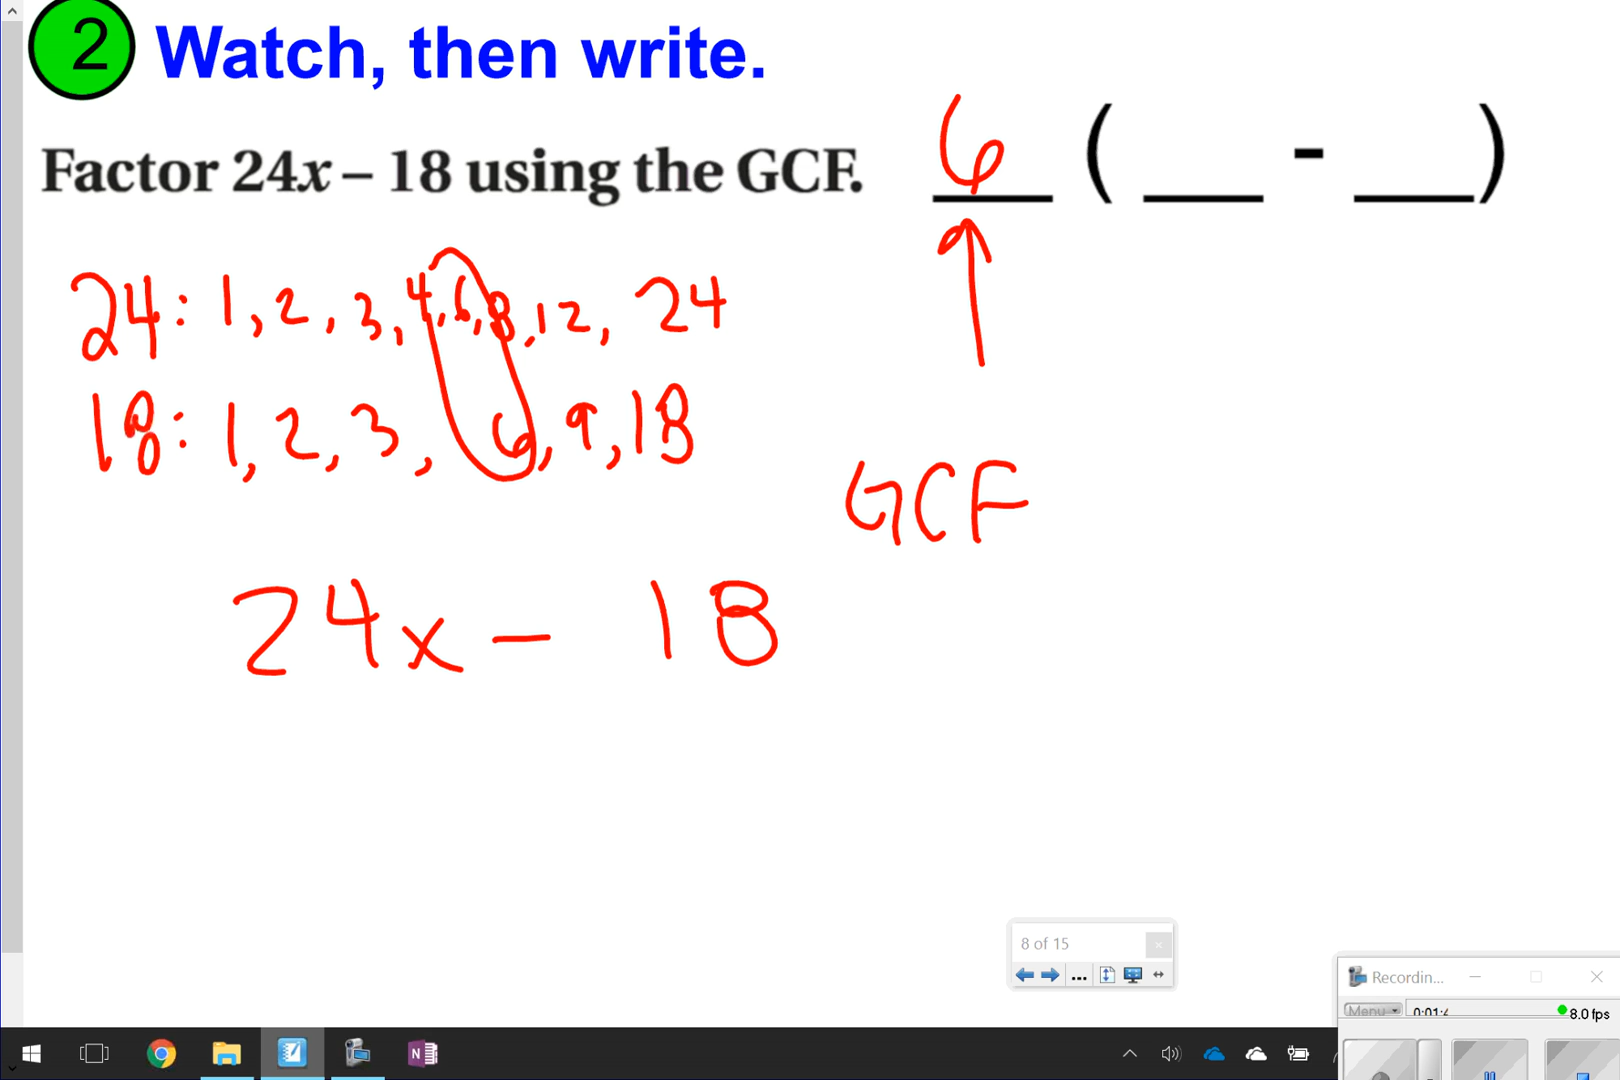 2 Watch, then write.
Factor 24x – 18 using the GCF.
6 ( ___ - ___ )
24: 1, 2, 3, 4, 6, 8, 12, 24
18: 1, 2, 3, 6, 9, 18
GCF
24x – 18
8 of 15
Recordin...
Menu
8.0 fps